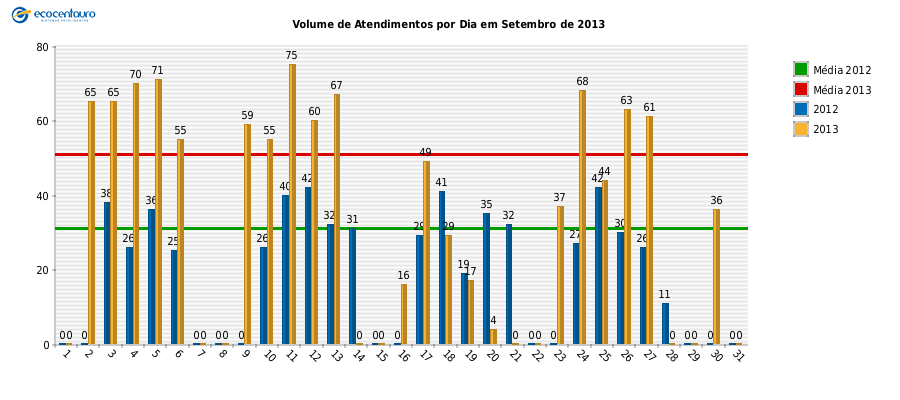 ecocentauro
Volume de Atendimentos por Dia em Setembro de 2013
80
60
40
20
0
0 0 0 65 38 65 26 70 36 71 25 55 0 0 0 0 0 59 26 55 40 75 42 60 32 67 31 0 0 0 0 16 29 49 41 29 19 17 35 4 32 0 0 0 0 37 27 68 42 44 30 63 26 61 11 0 0 0 0 36 0 0
1 2 3 4 5 6 7 8 9 10 11 12 13 14 15 16 17 18 19 20 21 22 23 24 25 26 27 28 29 30 31
Média 2012
Média 2013
2012
2013